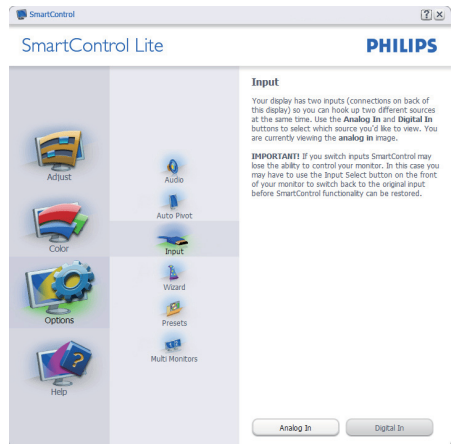 SmartControl
SmartControl Lite
PHILIPS
Adjust
Color
Options
Help
Audio
Auto Pivot
Input
Wizard
Presets
Multi Monitors
Input
Your display has two inputs (connections on back of
this display) so you can hook up two different sources
at the same time. Use the Analog In and Digital In
buttons to select which source you'd like to view. You
are currently viewing the analog in image.
IMPORTANT! If you switch inputs SmartControl may
lose the ability to control your monitor. In this case you
may have to use the Input Select button on the front
of your monitor to switch back to the original input
before SmartControl functionality can be restored.
Analog In
Digital In